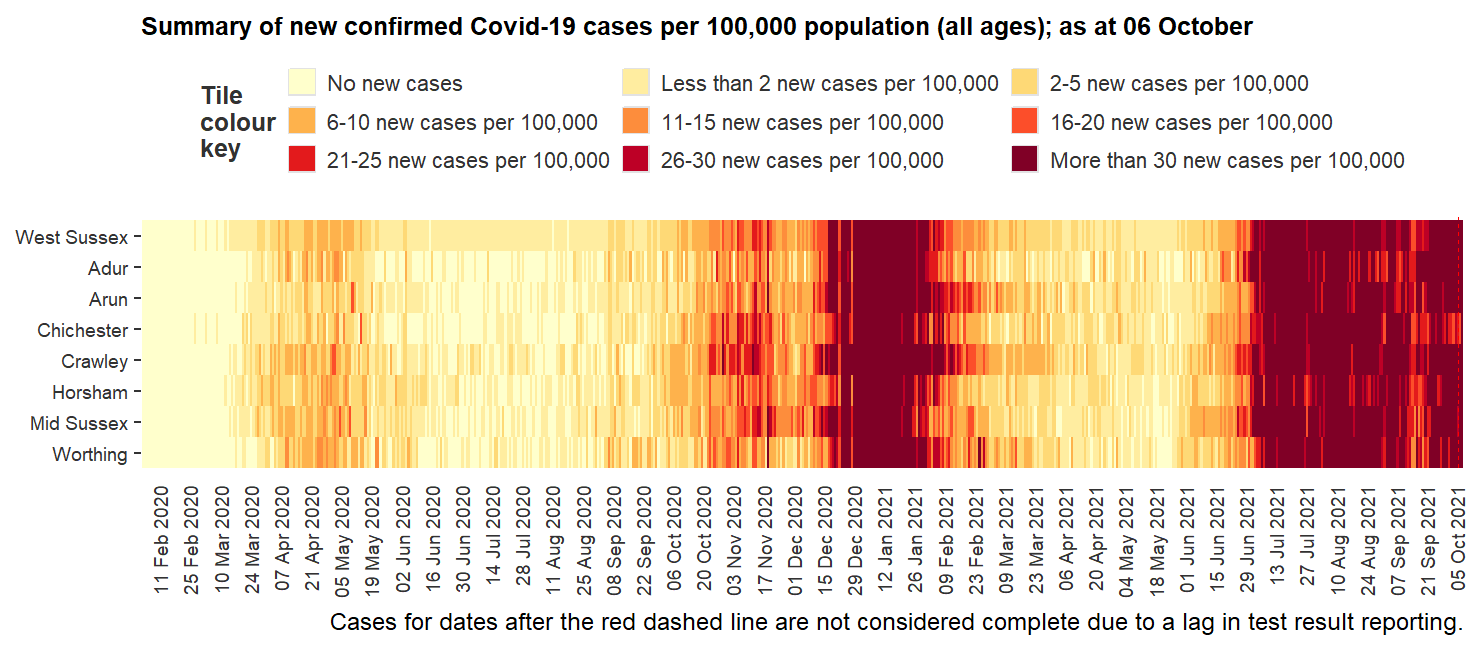 Summary of new confirmed Covid-19 cases per 100,000 population (all ages); as at 06 October
Tile
colour
key
No new cases
Less than 2 new cases per 100,000
2-5 new cases per 100,000
6-10 new cases per 100,000
11-15 new cases per 100,000
16-20 new cases per 100,000
21-25 new cases per 100,000
26-30 new cases per 100,000
More than 30 new cases per 100,000
West Sussex
Adur
Arun
Chichester
Crawley
Horsham
Mid Sussex
Worthing
11 Feb 2020
25 Feb 2020
10 Mar 2020
24 Mar 2020
07 Apr 2020
21 Apr 2020
05 May 2020
19 May 2020
02 Jun 2020
16 Jun 2020
30 Jun 2020
14 Jul 2020
28 Jul 2020
11 Aug 2020
25 Aug 2020
08 Sep 2020
22 Sep 2020
06 Oct 2020
20 Oct 2020
03 Nov 2020
17 Nov 2020
01 Dec 2020
15 Dec 2020
29 Dec 2020
12 Jan 2021
26 Jan 2021
09 Feb 2021
23 Feb 2021
09 Mar 2021
23 Mar 2021
06 Apr 2021
20 Apr 2021
04 May 2021
18 May 2021
01 Jun 2021
15 Jun 2021
29 Jun 2021
13 Jul 2021
27 Jul 2021
10 Aug 2021
24 Aug 2021
07 Sep 2021
21 Sep 2021
05 Oct 2021
Cases for dates after the red dashed line are not considered complete due to a lag in test result reporting.